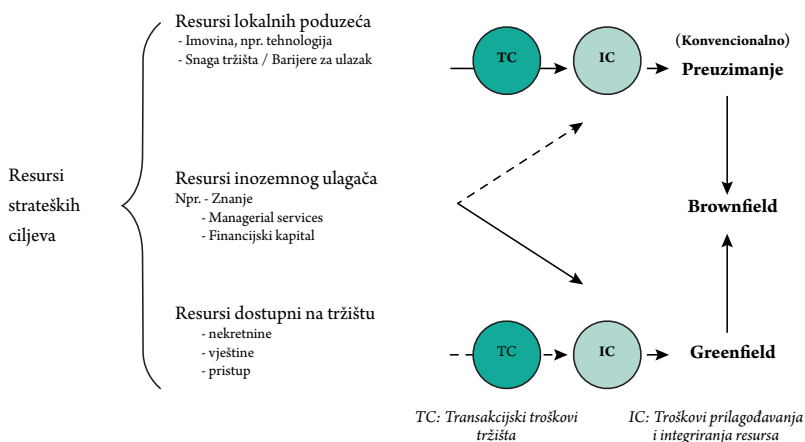 Resursi lokalnih poduzeća
- Imovina, npr. tehnologija
- Snaga tržišta / Barijere za ulazak
TC
IC
(Konvencionalno)
Preuzimanje
Resursi
strateških
ciljeva
Resursi inozemnog ulagača
Npr. - Znanje
- Managerial services
- Financijski kapital
Brownfield
Resursi dostupni na tržištu
- nekretnine
- vještine
- pristup
TC
IC
Greenfield
TC: Transakcijski troškovi
tržišta
IC: Troškovi prilagođavanja
i integriranja resursa